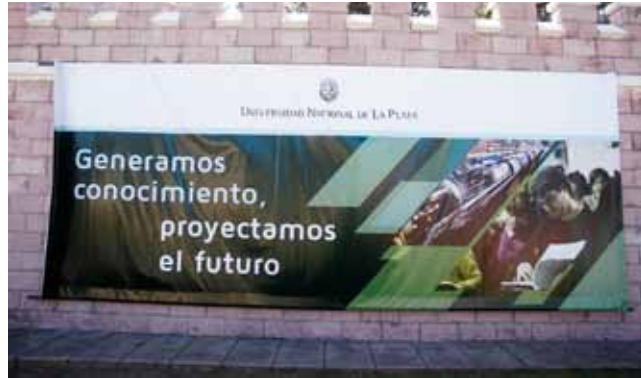 Universidad Nacional de La Plata
Generamos
conocimiento,
proyectamos
el futuro